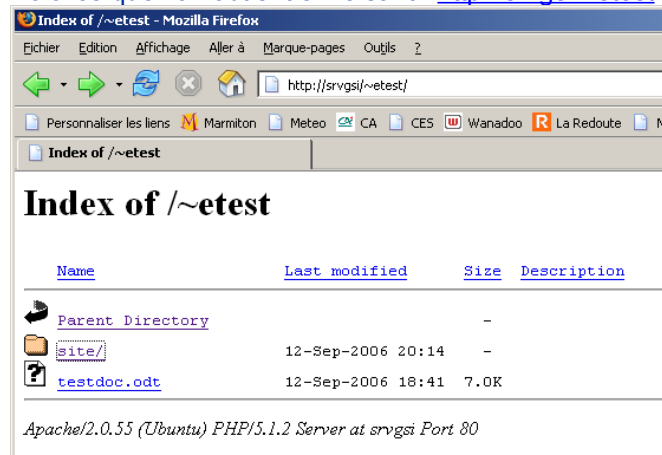 Index of /~etest - Mozilla Firefox
Fichier Edition Affichage Aller à Marque-pages Outils ?
http://srvgsi/~etest/
Personnaliser les liens Marmiton Meteo CA CES Wanadoo La Redoute
Index of /~etest
Index of /~etest
Name Last modified Size Description
Parent Directory -
site/ 12-Sep-2006 20:14 -
testdoc.odt 12-Sep-2006 18:41 7.0K
Apache/2.0.55 (Ubuntu) PHP/5.1.2 Server at srvgsi Port 80